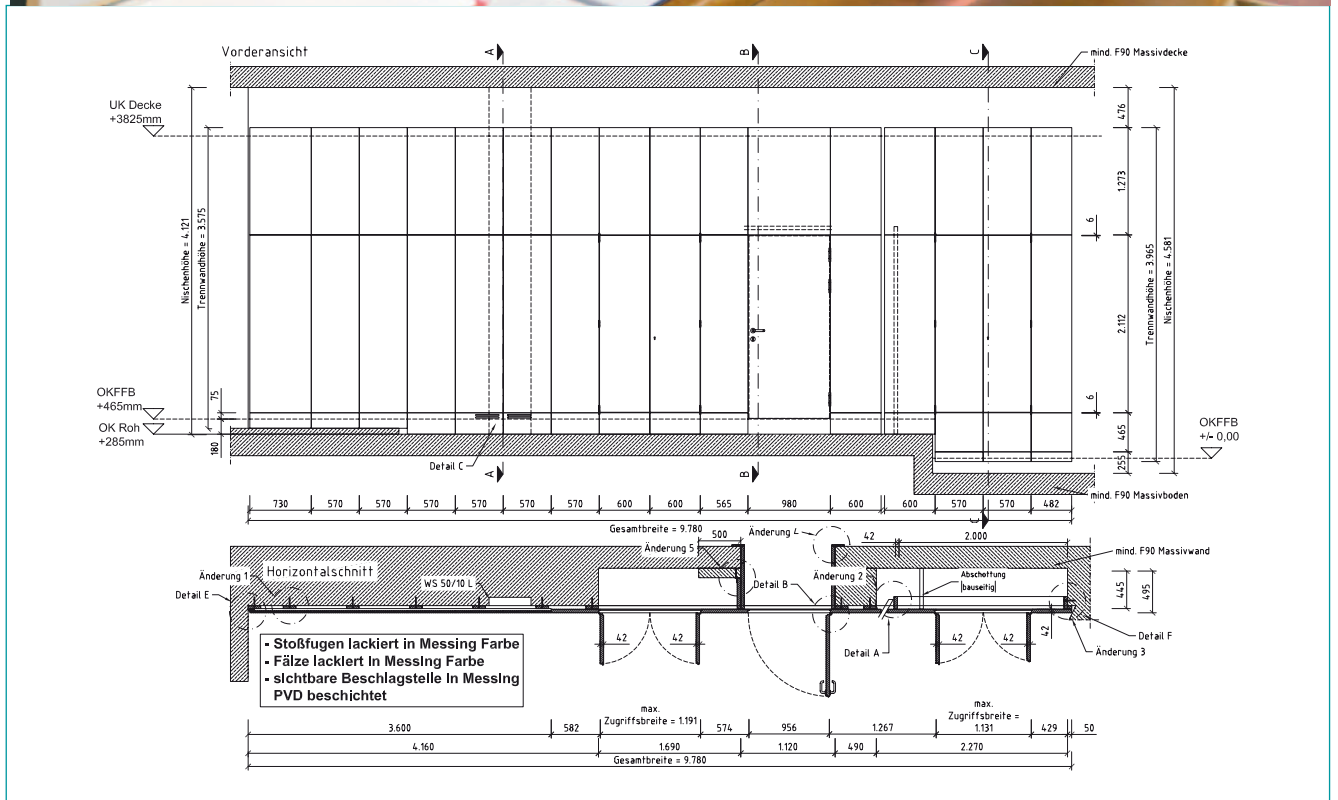 Vorderansicht
A
B
C
mind. F90 Massivdecke
UK Decke
+3825mm
Nischenhöhe = 4.121
Trennwandhöhe = 3.575
476
1.273
6
2.112
6
465
255
Trennwandhöhe = 3.965
Nischenhöhe = 4.581
OKFFB
+465mm
OK Roh
+285mm
75
180
OKFFB
+/- 0,00
Detail C
A
B
mind. F90 Massivboden
730 570 570 570 570 570 570 600 600 565 980 600 600 570 570 482
C
Gesamtbreite = 9.780
500
Änderung 4
42
2.000
Änderung 5
mind. F90 Massivwand
Horizontalschnitt
Änderung 1
Detail E
WS 50/10 L
Detail B
Änderung 2
Abschottung
bauseitig
445
495
42
42
42
42
42
Detail A
Detail F
Änderung 3
- Stoßfugen lackiert in Messing Farbe
- Fälze lackiert in Messing Farbe
- sichtbare Beschlagsteile in Messing
PVD beschichtet
max.
Zugriffsbreite = 1.191
max.
Zugriffsbreite =
1.131
3.600 582 574 956 1.267 429 50
4.160 1.690 1.120 490 2.270
Gesamtbreite = 9.780